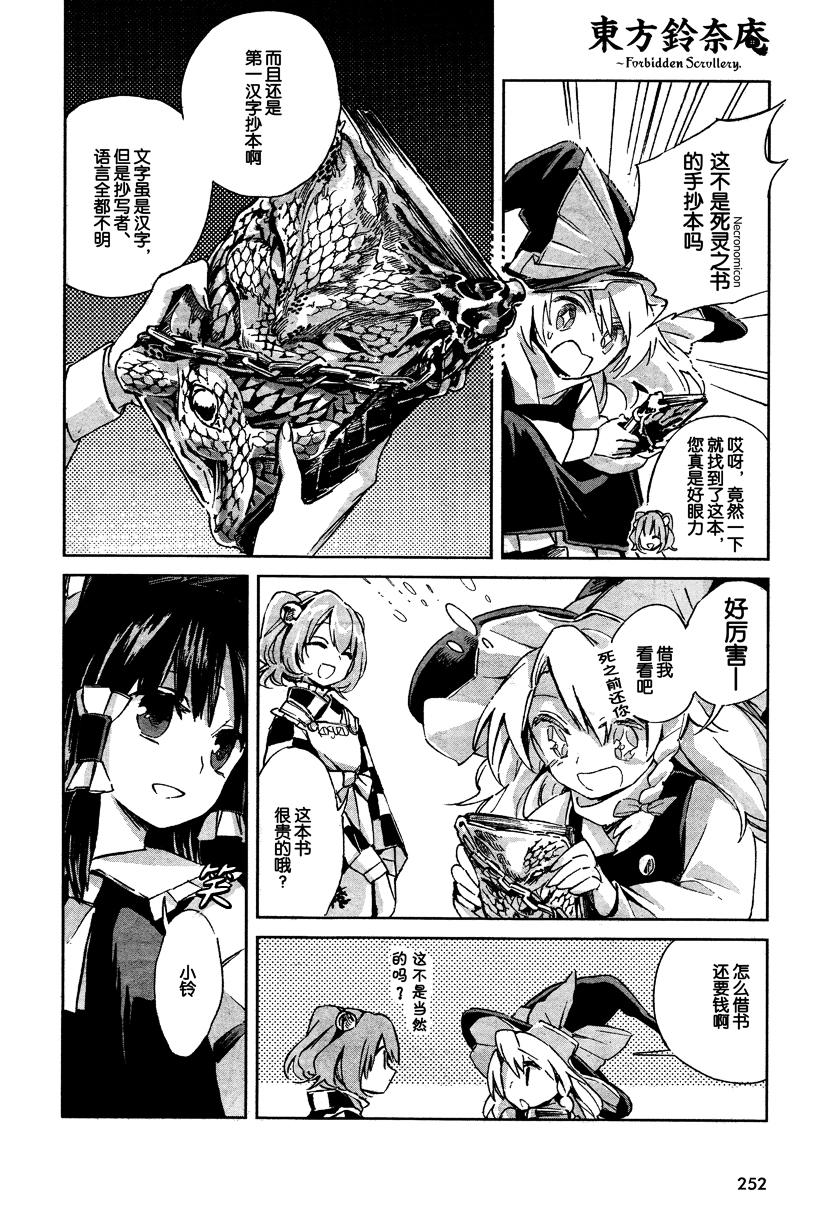 東方鈴奈庵
~Forbidden Scrollery.
这不是死灵之书
Necronomicon
的手抄本吗
哎呀，竟然一下
就找到了这本，
您真是好眼力
而且还是
第一汉字抄本啊
文字虽是汉字，
但是抄写者、
语言全都不明
好厉害—
借我
看看吧
死之前还你
这本书
很贵的哦？
怎么借书
还要钱啊
这不是当然
的吗？
笑
小铃
252